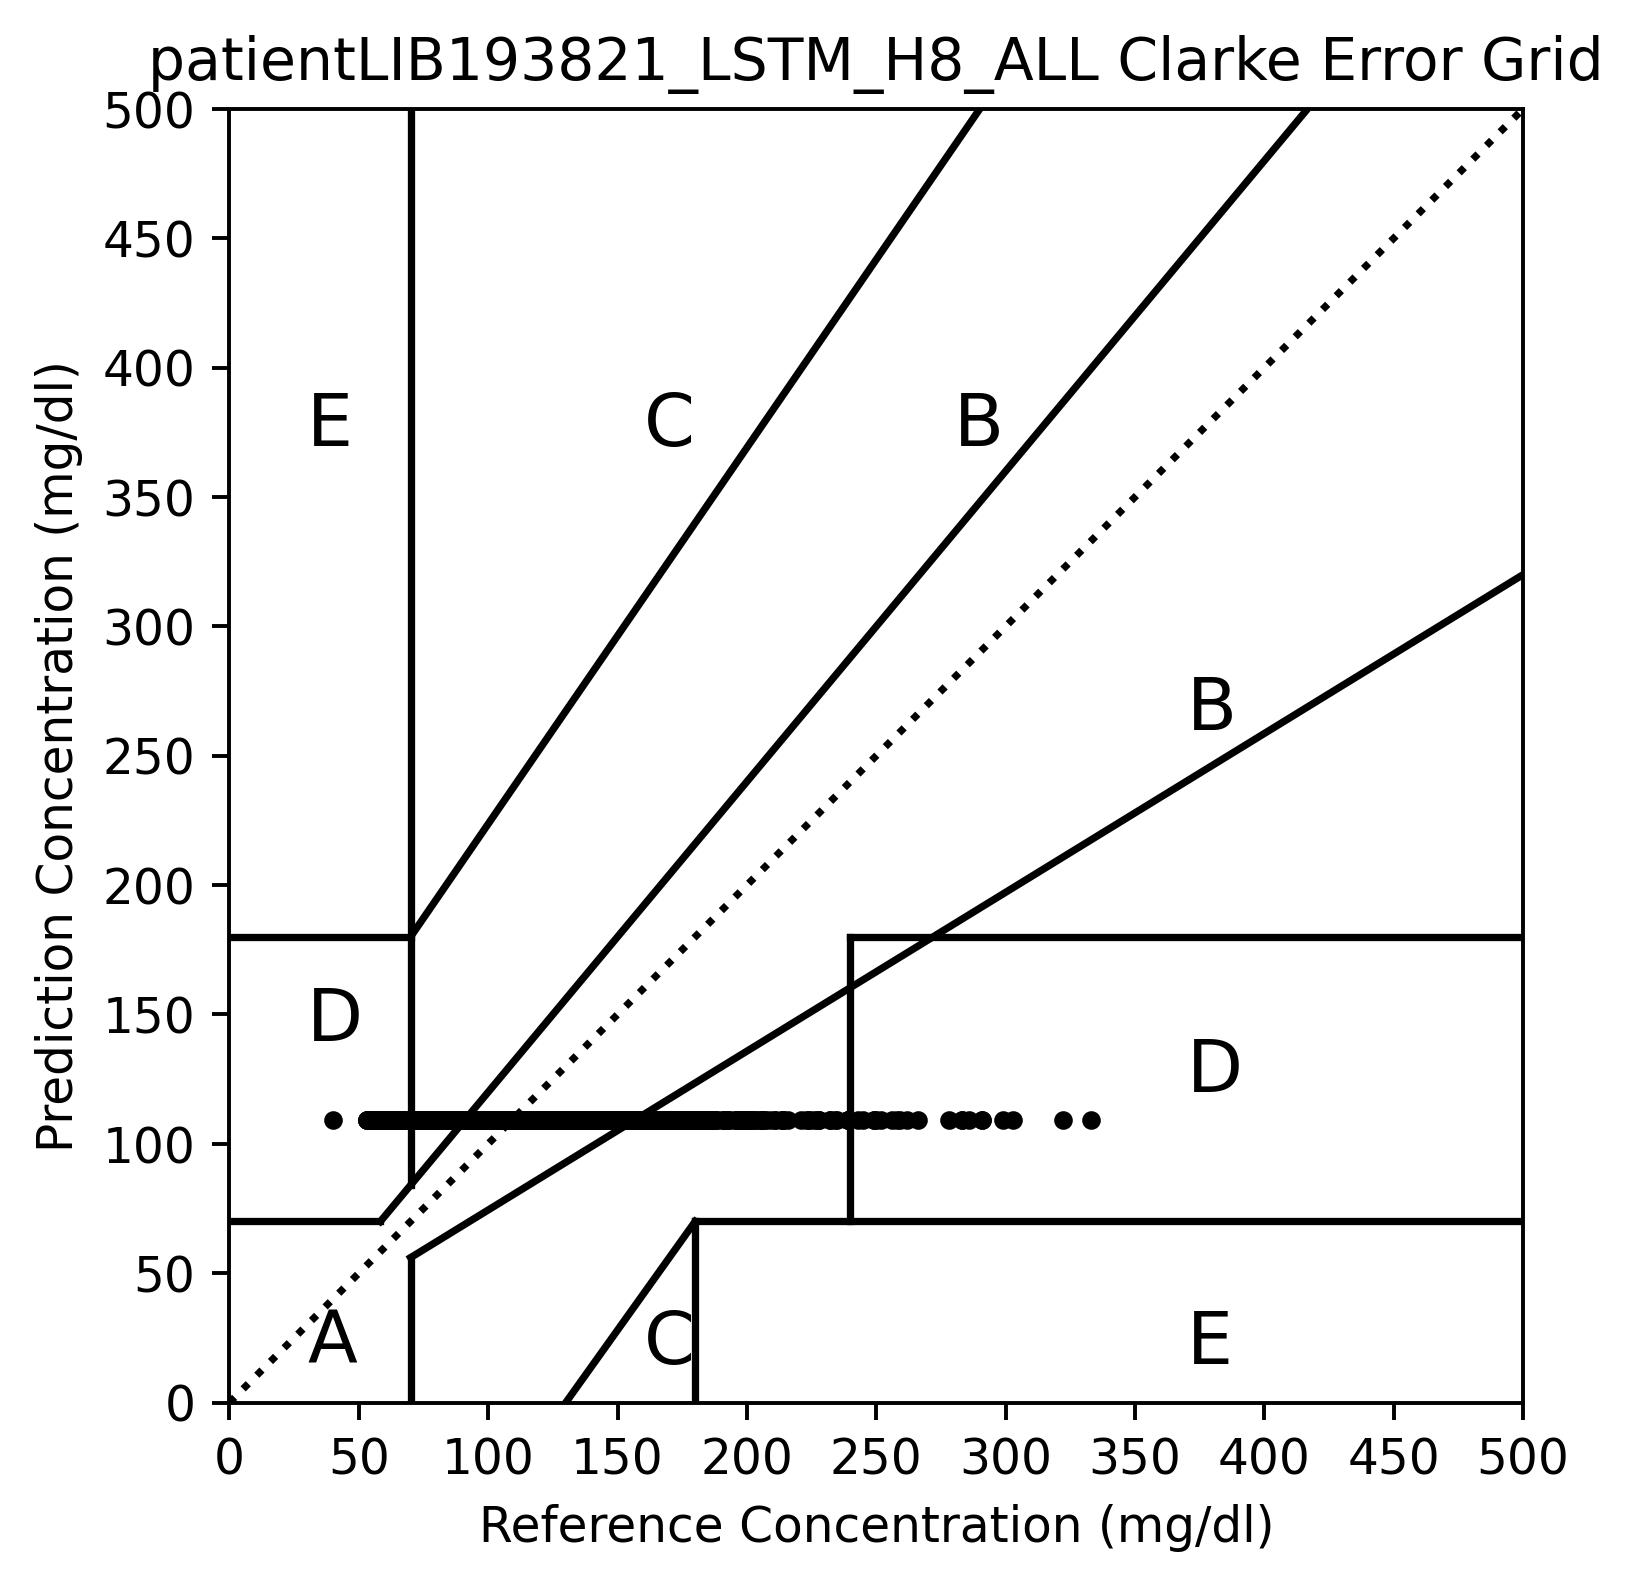 patientLIB193821_LSTM_H8_ALL Clarke Error Grid
500
450
400
350
300
250
200
150
100
50
0
Prediction Concentration (mg/dl)
E
C
B
B
D
D
A
C
E
0 50 100 150 200 250 300 350 400 450 500
Reference Concentration (mg/dl)